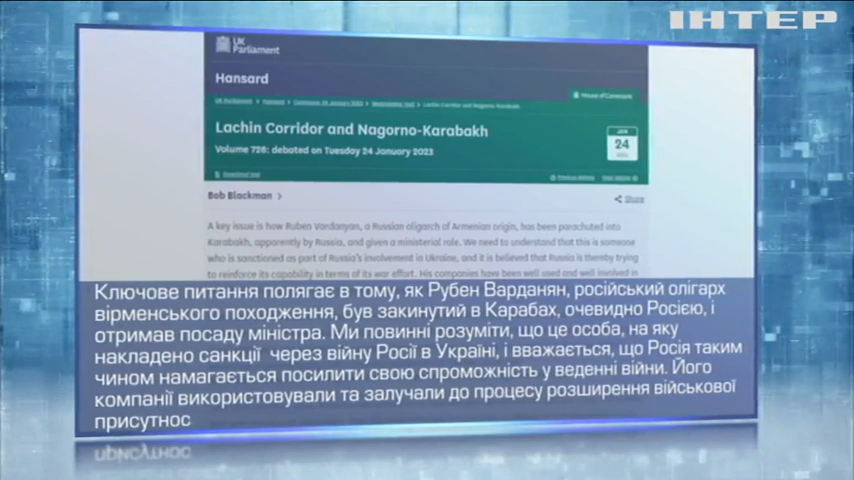 ІНТЕР
UK
Parliament
Hansard
House of Commons
Lachin Corridor and Nagorno-Karabakh
Lachin Corridor and Nagorno-Karabakh
Volume 726: debated on Tuesday 24 January 2023
JAN
24
Bob Blackman
Share
A key issue is how Ruben Vardanyan, a Russian oligarch of Armenian origin, has been parachuted into
Karabakh, apparently by Russia, and given a ministerial role. We need to understand that this is someone
who is sanctioned as part of Russia's involvement in Ukraine, and it is believed that Russia is thereby trying
to reinforce its capability in terms of its war effort. His companies have been well used and well involved in
Ключове питання полягає в тому, як Рубен Варданян, російський олігарх
вірменського походження, був закинутий в Карабах, очевидно Росією, і
отримав посаду міністра. Ми повинні розуміти, що це особа, на яку
накладено санкції через війну Росії в Україні, і вважається, що Росія таким
чином намагається посилити свою спроможність у веденні війни. Його
компанії використовували та залучали до процесу розширення військової
присутнос